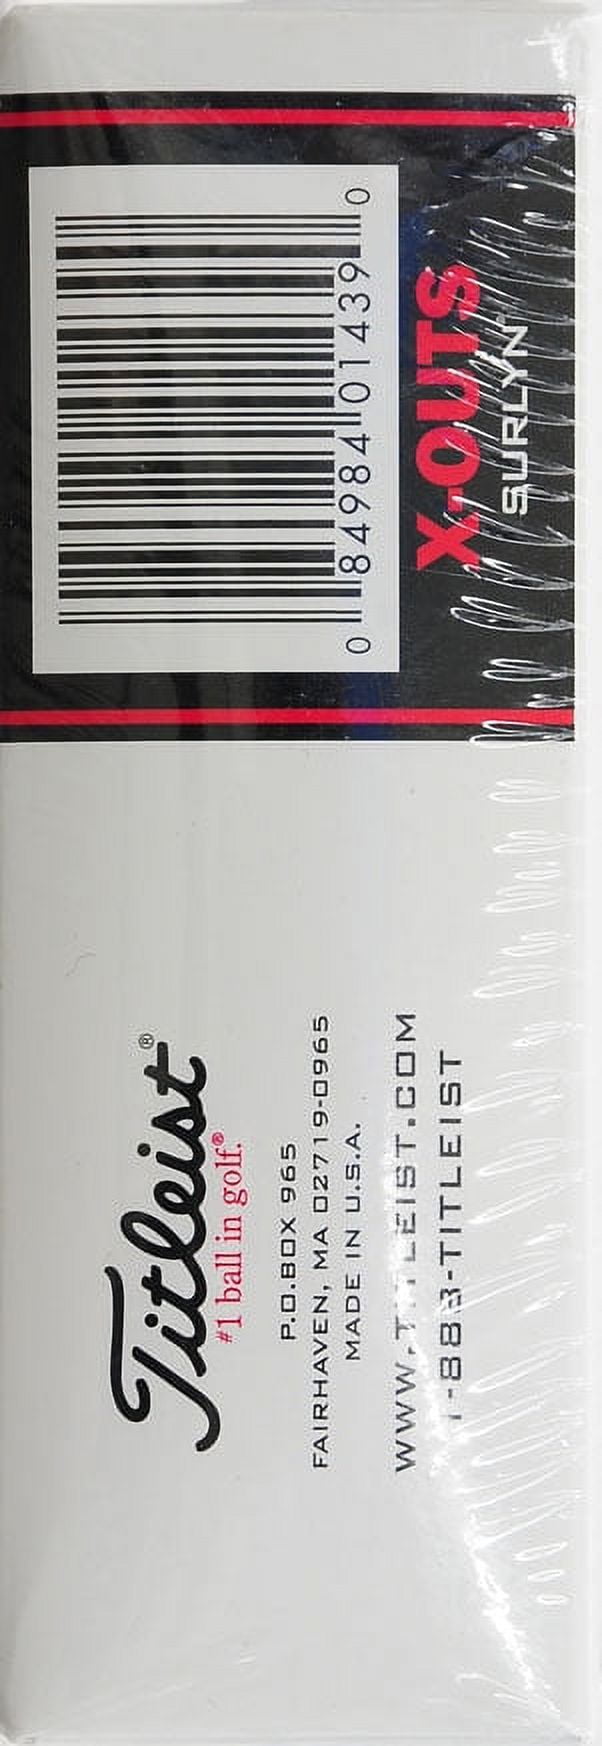 Titleist®
#1 ball in golf.®
P.O.BOX 965
FAIRHAVEN, MA 02719-0965
MADE IN U.S.A.
WWW.TITLEIST.COM
1-888-TITLEIST
0 84984 01439 0
X-OUTS
SURLYN